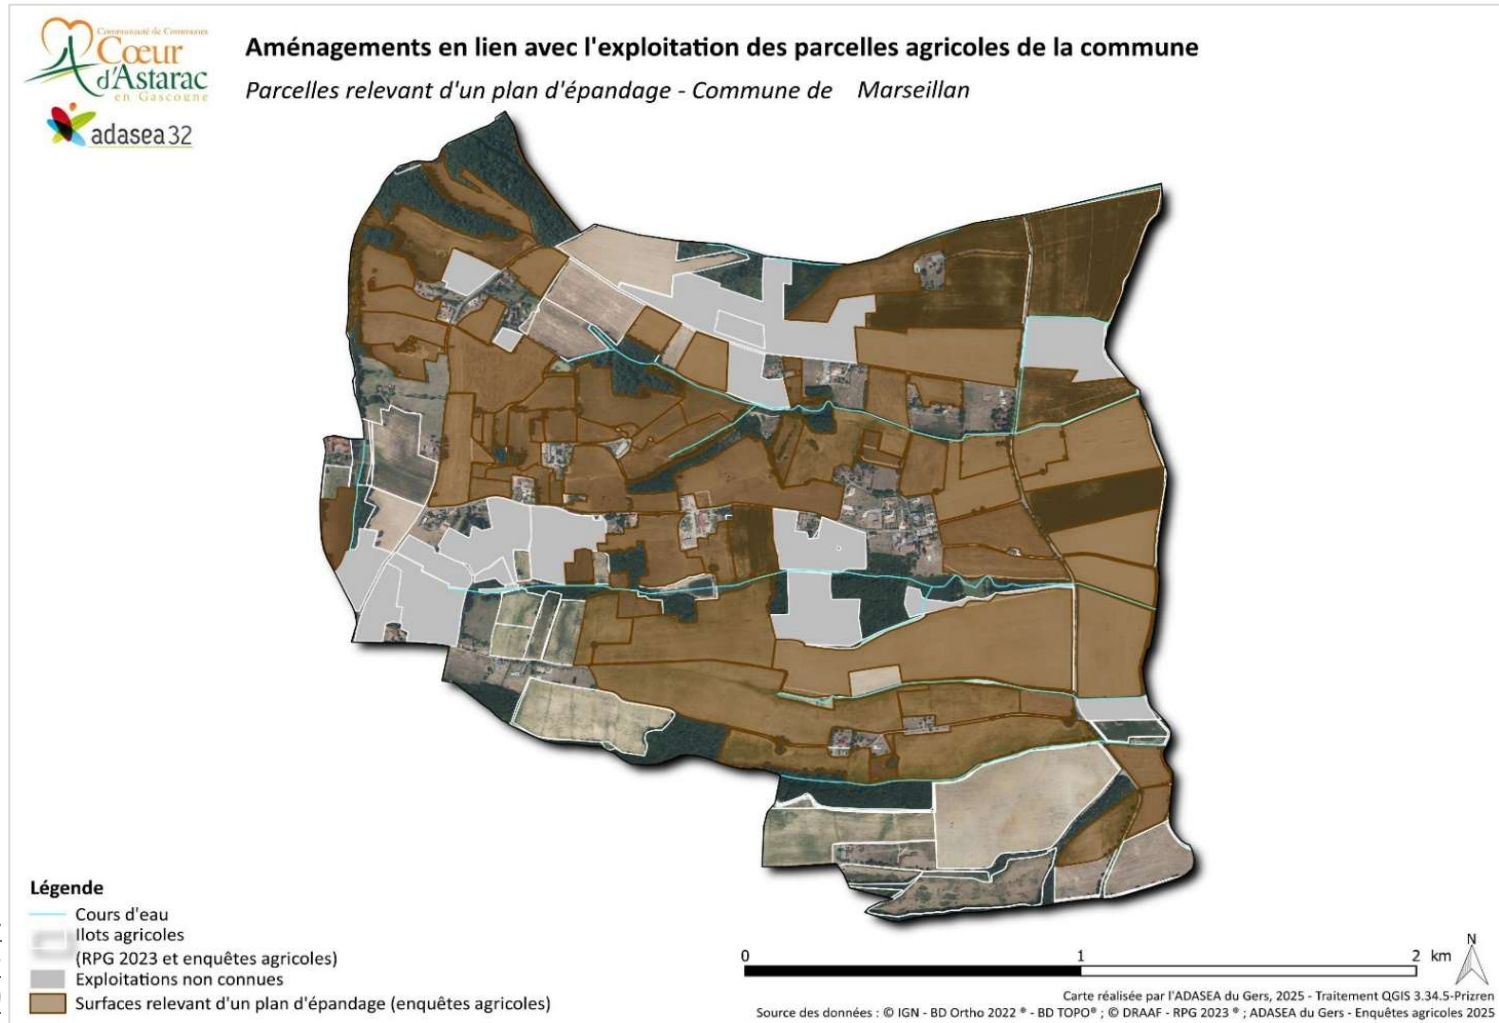 Communauté de Communes
Cœur
d'Astarac
en Gascogne
adasea32
Aménagements en lien avec l'exploitation des parcelles agricoles de la commune
Parcelles relevant d'un plan d'épandage - Commune de Marseillan
Légende
Cours d'eau
Ilots agricoles
(RPG 2023 et enquêtes agricoles)
Exploitations non connues
Surfaces relevant d'un plan d'épandage (enquêtes agricoles)
0 1 2 km
N
Carte réalisée par l'ADASEA du Gers, 2025 - Traitement QGIS 3.34.5-Prizren
Source des données : © IGN - BD Ortho 2022 ® - BD TOPO® ; © DRAAF - RPG 2023 ® ; ADASEA du Gers - Enquêtes agricoles 2025